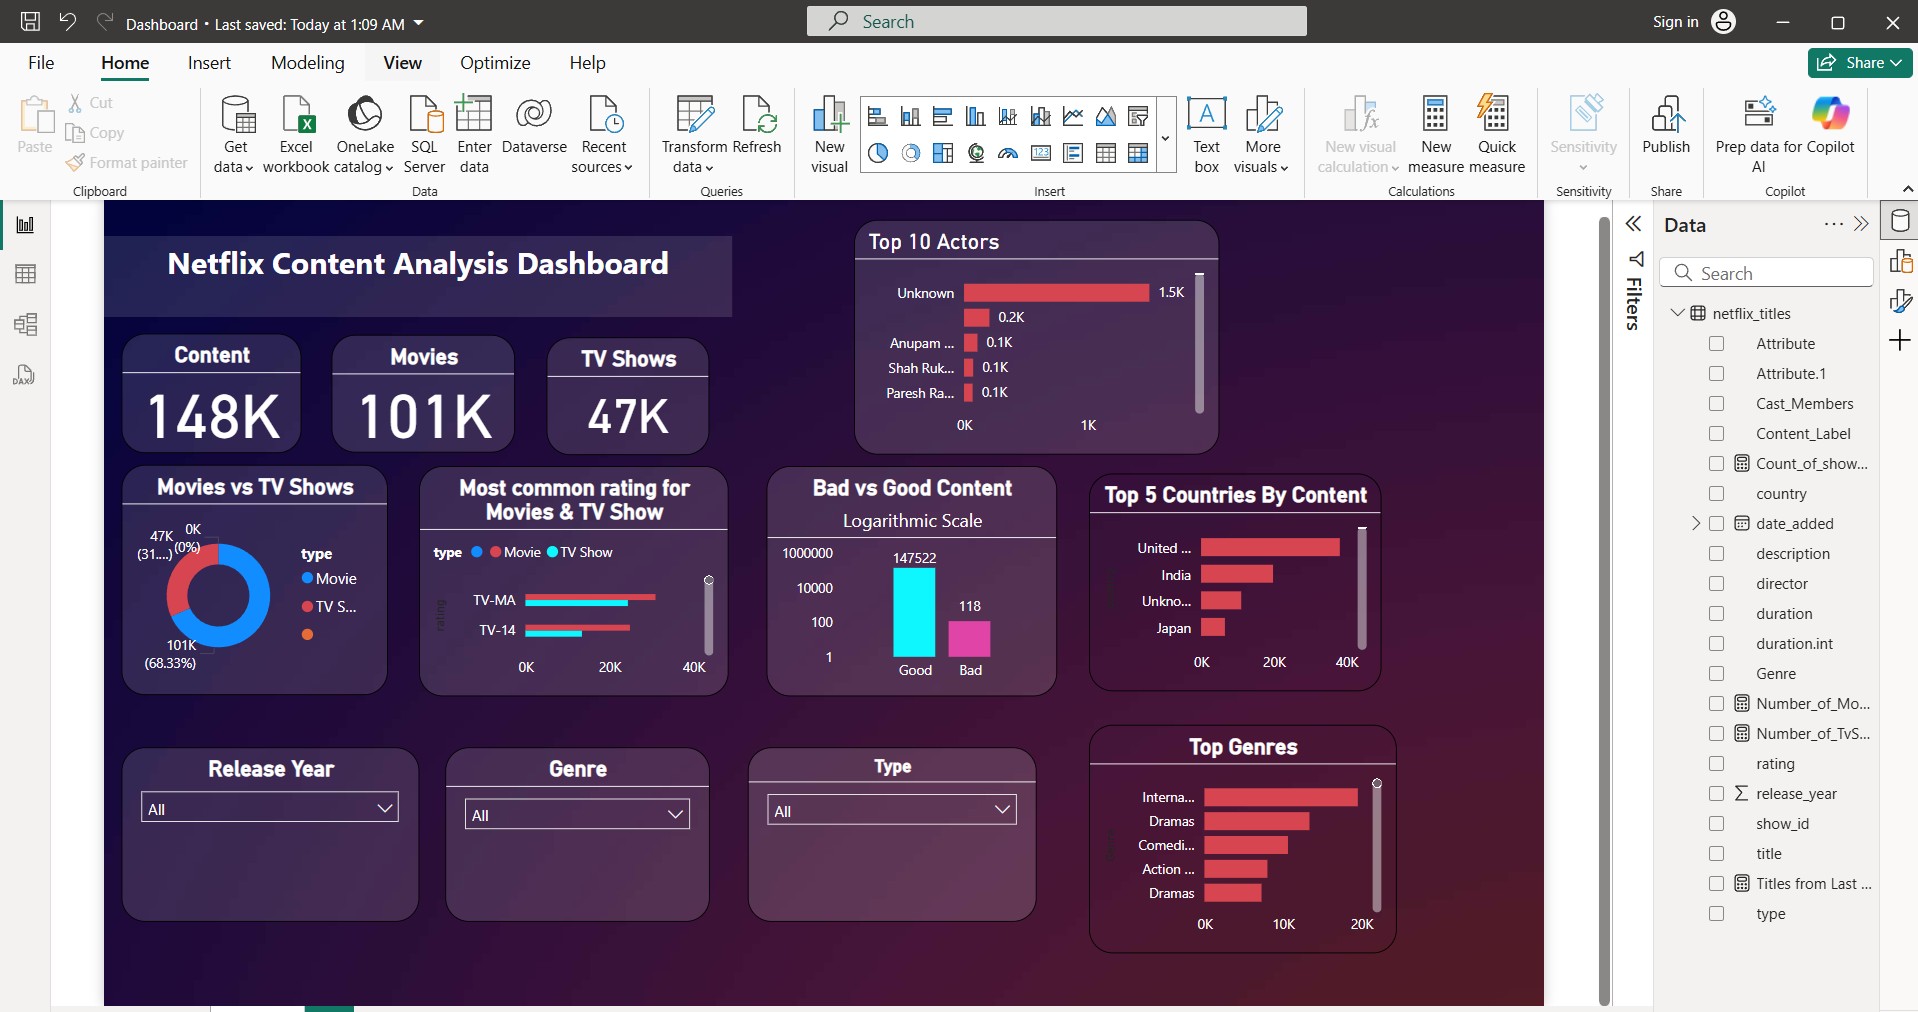 Dashboard • Last saved: Today at 1:09 AM
Search
Sign in
File
Home
Insert
Modeling
View
Optimize
Help
Share
Paste
Cut
Copy
Format painter
Clipboard
Get data
Excel workbook
OneLake catalog
SQL Server
Enter data
Dataverse
Recent sources
Data
Transform data
Refresh
Queries
New visual
123
A
Text box
More visuals
Insert
New visual calculation
New measure
Quick measure
Calculations
Sensitivity
Sensitivity
Publish
Share
Prep data for AI
Copilot
Copilot
DAX
Netflix Content Analysis Dashboard
Content
148K
Movies
101K
TV Shows
47K
Top 10 Actors
Unknown
1.5K
0.2K
Anupam ...
0.1K
Shah Ruk...
0.1K
Paresh Ra...
0.1K
0K
1K
Movies vs TV Shows
0K
(0%)
47K
(31....)
101K
(68.33%)
type
Movie
TV S...
Most common rating for
Movies & TV Show
type
Movie
TV Show
rating
TV-MA
TV-14
0K
20K
40K
Bad vs Good Content
Logarithmic Scale
1000000
10000
100
1
147522
118
Good
Bad
Top 5 Countries By Content
United ...
India
Unkno...
Japan
0K
20K
40K
Release Year
All
Genre
All
Type
All
Top Genres
Interna...
Dramas
Comedi...
Action ...
Dramas
0K
10K
20K
Filters
Data
Search
netflix_titles
Attribute
Attribute.1
Cast_Members
Content_Label
Count_of_show...
country
date_added
description
director
duration
duration.int
Genre
Number_of_Mo...
Number_of_TvS...
rating
release_year
show_id
title
Titles from Last ...
type